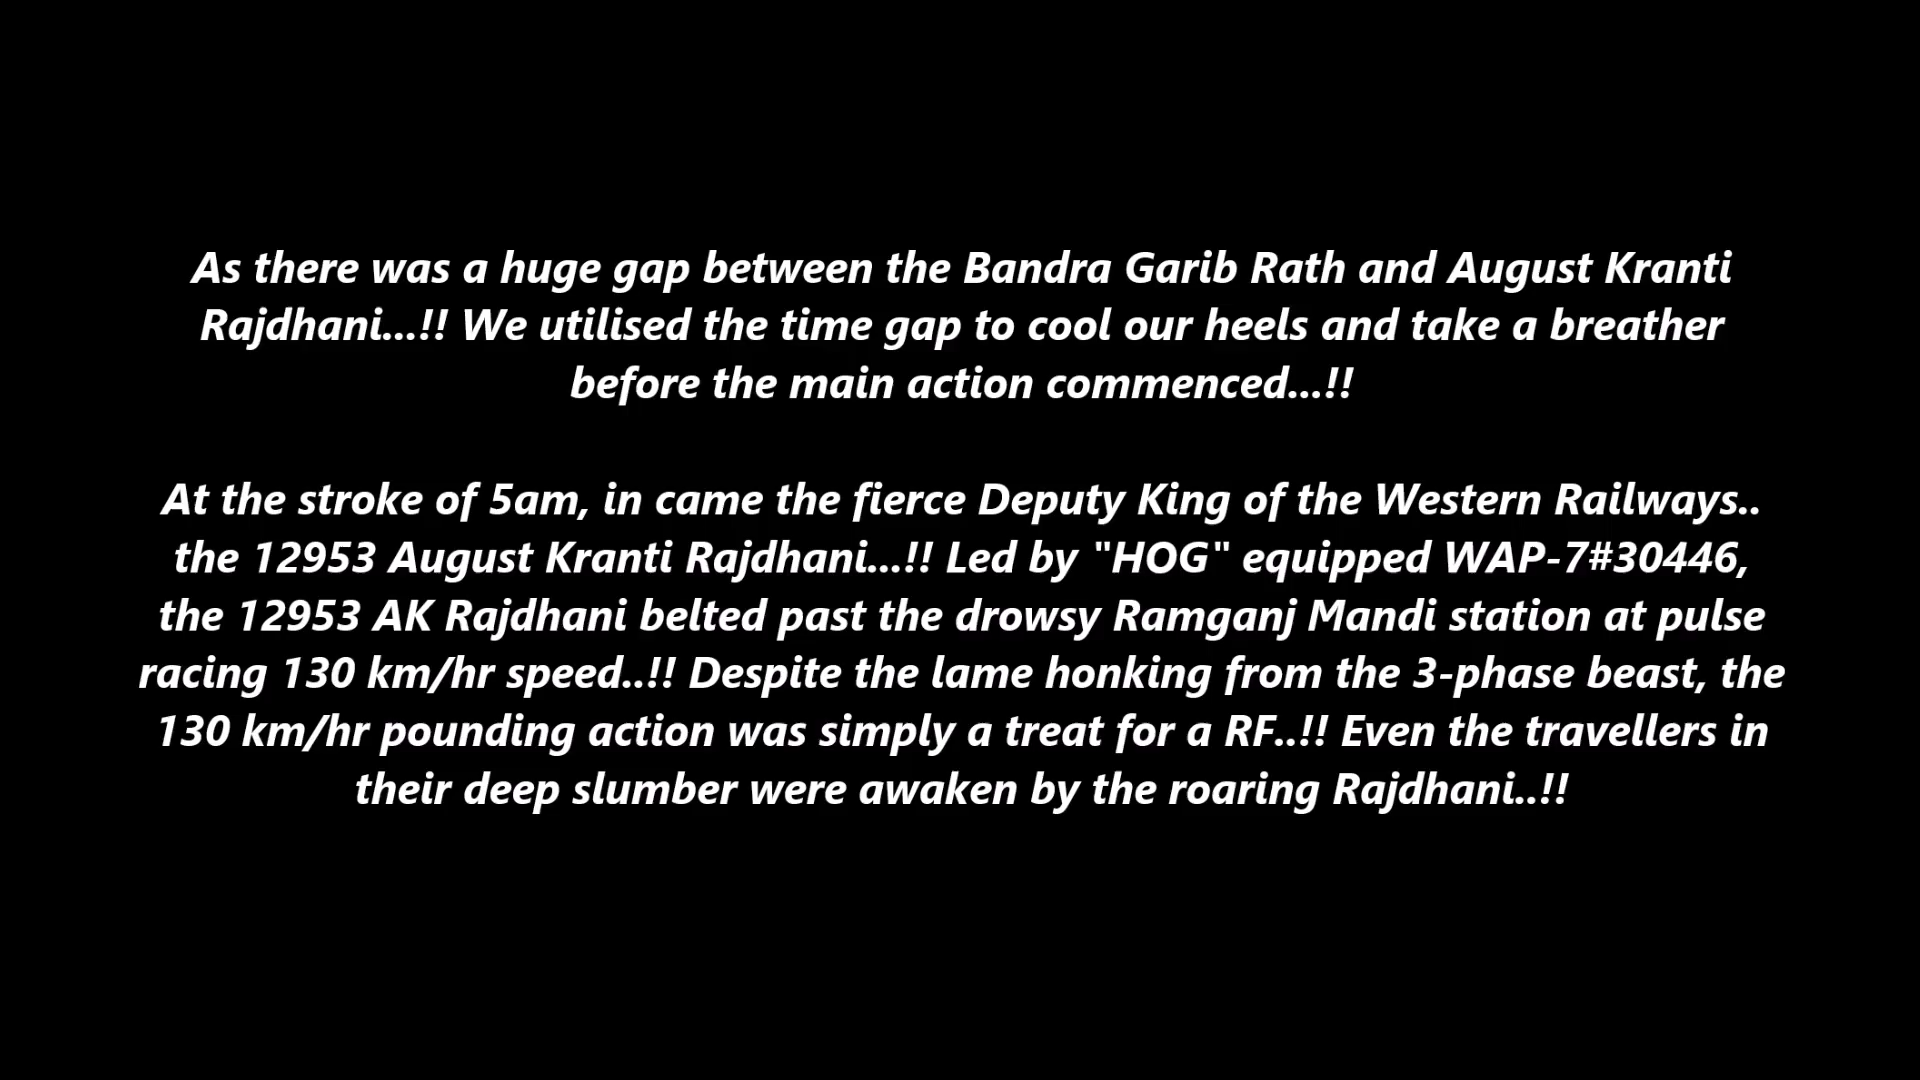 As there was a huge gap between the Bandra Garib Rath and August Kranti
Rajdhani...!! We utilised the time gap to cool our heels and take a breather
before the main action commenced...!!
At the stroke of 5am, in came the fierce Deputy King of the Western Railways..
the 12953 August Kranti Rajdhani...!! Led by "HOG" equipped WAP-7#30446,
the 12953 AK Rajdhani belted past the drowsy Ramganj Mandi station at pulse
racing 130 km/hr speed..!! Despite the lame honking from the 3-phase beast, the
130 km/hr pounding action was simply a treat for a RF..!! Even the travellers in
their deep slumber were awaken by the roaring Rajdhani..!!